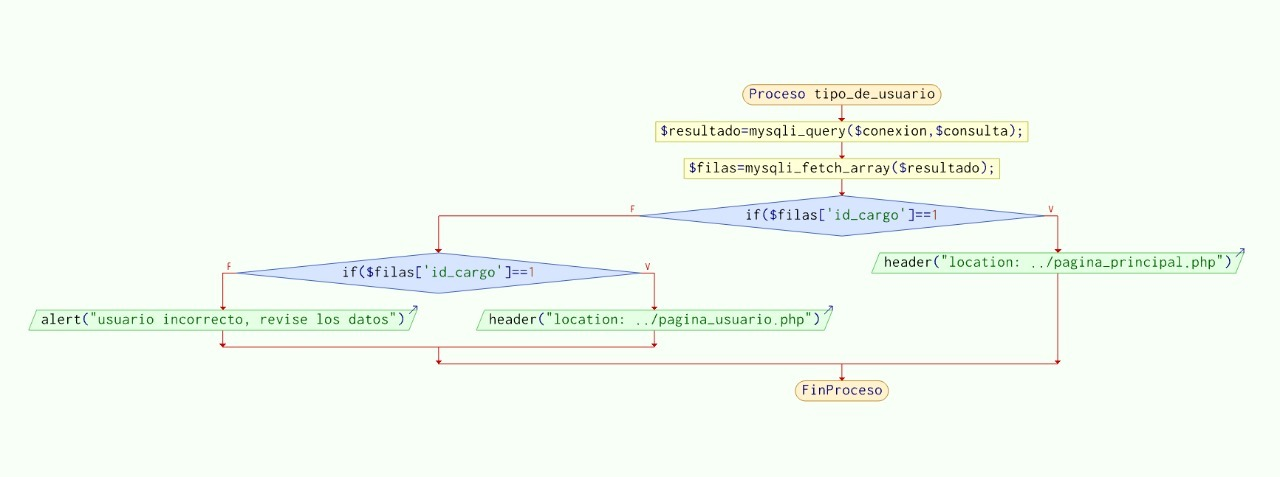 Proceso tipo_de_usuario
$resultado=mysqli_query($conexion,$consulta);
$filas=mysqli_fetch_array($resultado);
if($filas['id_cargo']==1
F
V
header("location: ../pagina_principal.php")
if($filas['id_cargo']==1
F
V
alert("usuario incorrecto, revise los datos")
header("location: ../pagina_usuario.php")
FinProceso